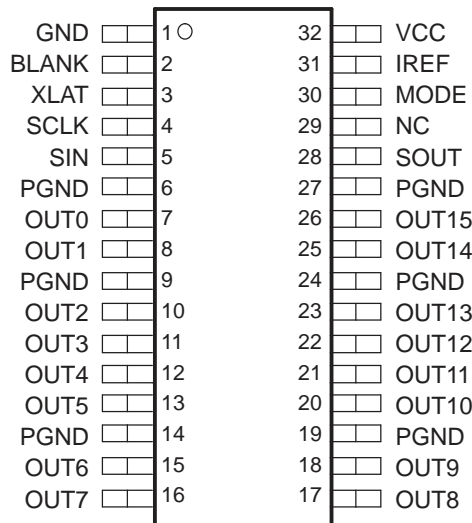 GND 1 32 VCC
BLANK 2 31 IREF
XLAT 3 30 MODE
SCLK 4 29 NC
SIN 5 28 SOUT
PGND 6 27 PGND
OUT0 7 26 OUT15
OUT1 8 25 OUT14
PGND 9 24 PGND
OUT2 10 23 OUT13
OUT3 11 22 OUT12
OUT4 12 21 OUT11
OUT5 13 20 OUT10
PGND 14 19 PGND
OUT6 15 18 OUT9
OUT7 16 17 OUT8